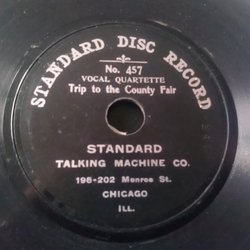 STANDARD DISC RECORD
No. 457
VOCAL QUARTETTE
Trip to the County Fair
STANDARD
TALKING MACHINE CO.
196-202 Monroe St.
CHICAGO
ILL.